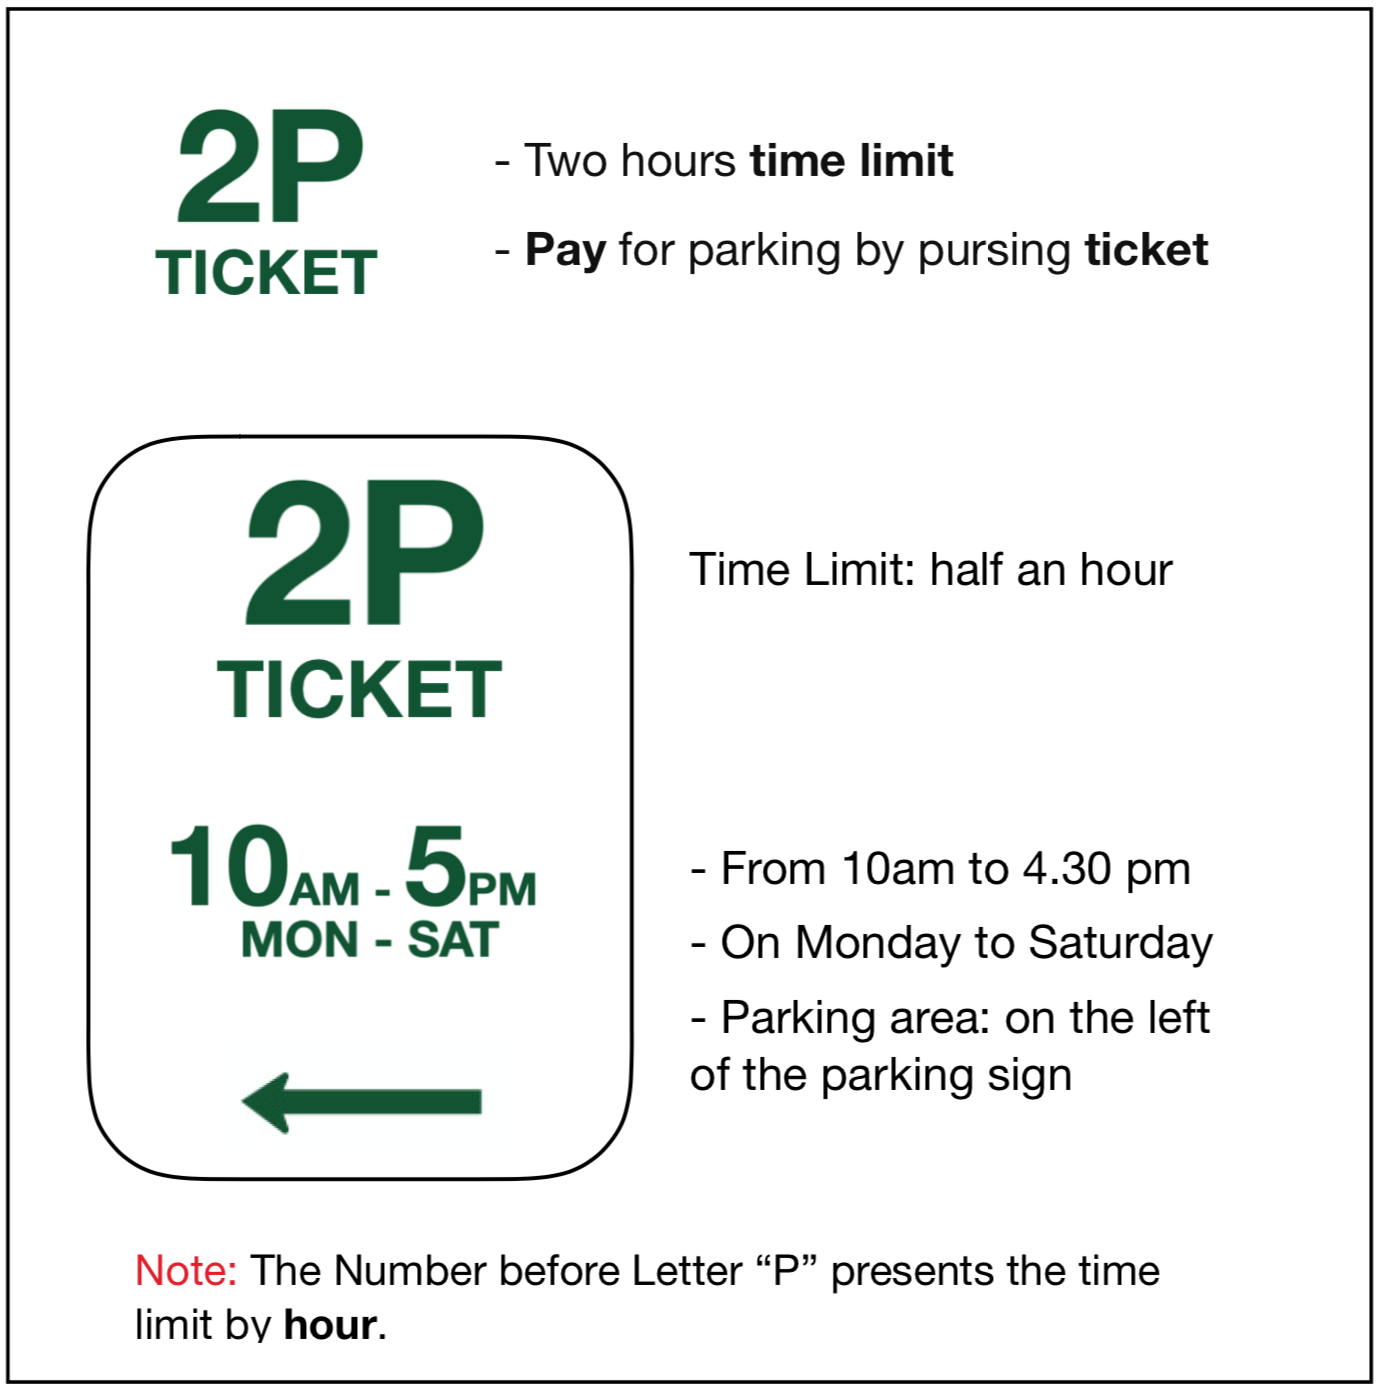 2P
TICKET
- Two hours time limit
- Pay for parking by pursing ticket
2P
TICKET
Time Limit: half an hour
10AM - 5PM
MON - SAT
- From 10am to 4.30 pm
- On Monday to Saturday
- Parking area: on the left
of the parking sign
Note: The Number before Letter “P” presents the time
limit by hour.